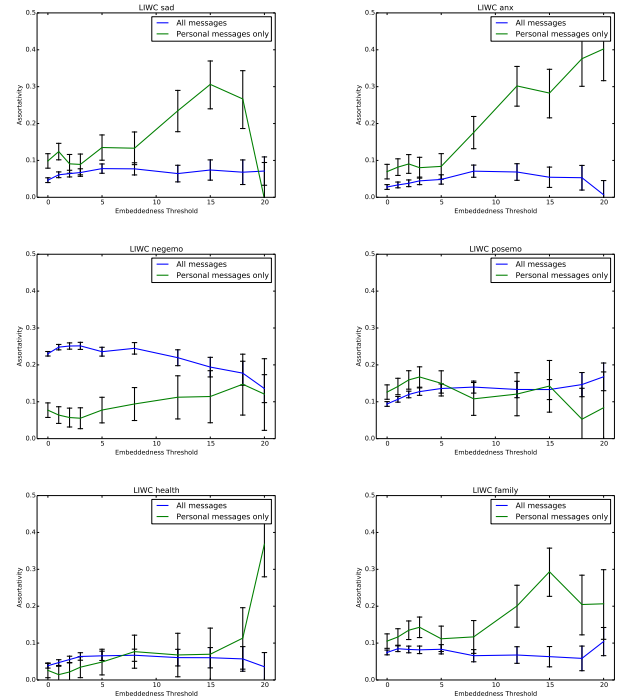 LIWC sad
0.5
0.4
0.3
0.2
0.1
0.0
Assortativity
0 5 10 15 20
Embeddedness Threshold
All messages
Personal messages only
LIWC anx
0.5
0.4
0.3
0.2
0.1
0.0
Assortativity
0 5 10 15 20
Embeddedness Threshold
All messages
Personal messages only
LIWC negemo
0.5
0.4
0.3
0.2
0.1
0.0
Assortativity
0 5 10 15 20
Embeddedness Threshold
All messages
Personal messages only
LIWC posemo
0.5
0.4
0.3
0.2
0.1
0.0
Assortativity
0 5 10 15 20
Embeddedness Threshold
All messages
Personal messages only
LIWC health
0.5
0.4
0.3
0.2
0.1
0.0
Assortativity
0 5 10 15 20
Embeddedness Threshold
All messages
Personal messages only
LIWC family
0.5
0.4
0.3
0.2
0.1
0.0
Assortativity
0 5 10 15 20
Embeddedness Threshold
All messages
Personal messages only